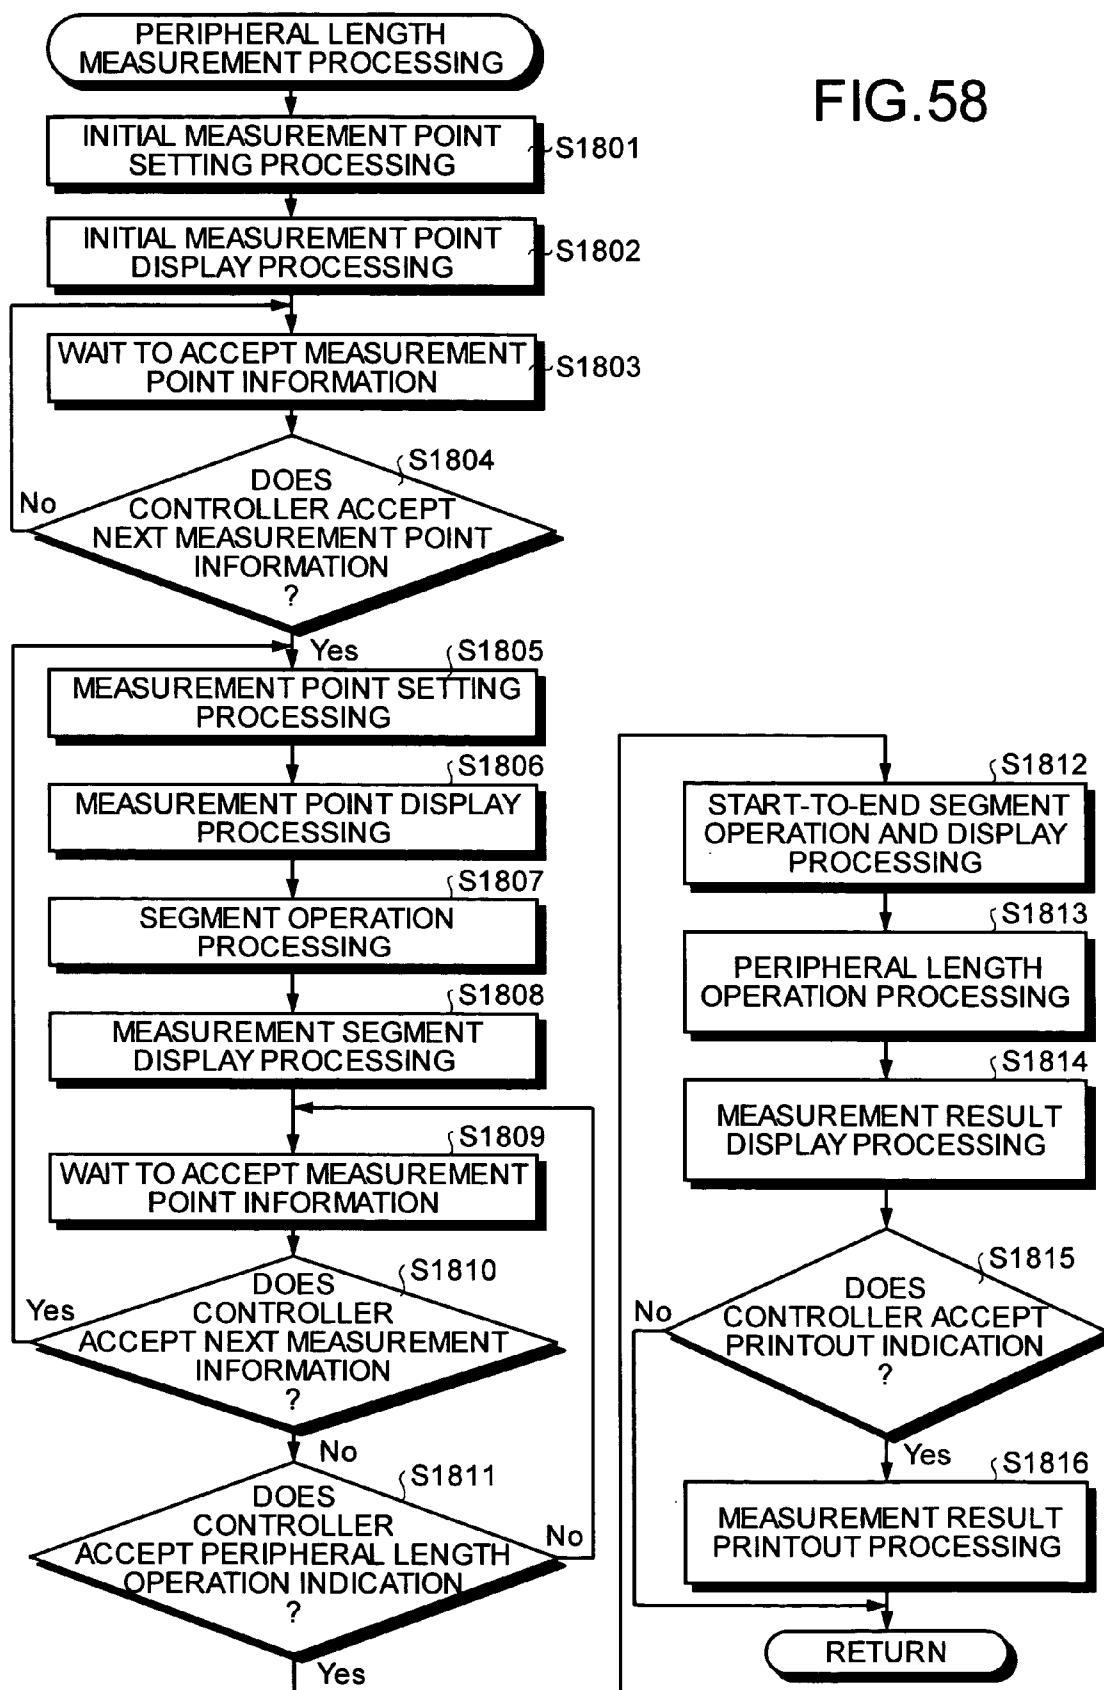 PERIPHERAL LENGTH
MEASUREMENT PROCESSING
FIG.58
INITIAL MEASUREMENT POINT
SETTING PROCESSING
S1801
INITIAL MEASUREMENT POINT
DISPLAY PROCESSING
S1802
WAIT TO ACCEPT MEASUREMENT
POINT INFORMATION
S1803
S1804
DOES
CONTROLLER ACCEPT
NEXT MEASUREMENT POINT
INFORMATION
?
No
Yes
S1805
MEASUREMENT POINT SETTING
PROCESSING
S1806
MEASUREMENT POINT DISPLAY
PROCESSING
S1807
SEGMENT OPERATION
PROCESSING
S1808
MEASUREMENT SEGMENT
DISPLAY PROCESSING
S1809
WAIT TO ACCEPT MEASUREMENT
POINT INFORMATION
S1810
DOES
CONTROLLER
ACCEPT NEXT MEASUREMENT
INFORMATION
?
Yes
No
S1811
DOES
CONTROLLER
ACCEPT PERIPHERAL LENGTH
OPERATION INDICATION
?
No
Yes
S1812
START-TO-END SEGMENT
OPERATION AND DISPLAY
PROCESSING
S1813
PERIPHERAL LENGTH
OPERATION PROCESSING
S1814
MEASUREMENT RESULT
DISPLAY PROCESSING
S1815
DOES
CONTROLLER ACCEPT
PRINTOUT INDICATION
?
No
Yes
S1816
MEASUREMENT RESULT
PRINTOUT PROCESSING
RETURN